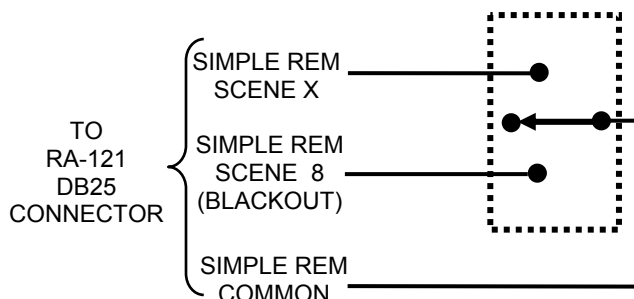 SIMPLE REM
SCENE X
TO
RA-121
DB25
CONNECTOR
SIMPLE REM
SCENE 8
(BLACKOUT)
SIMPLE REM
COMMON